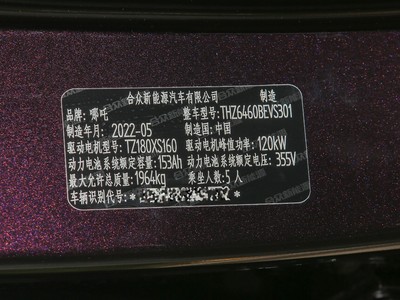 合众新能源汽车有限公司 制造
品牌：哪吒 整车型号：THZ6460BEVS301
制造年月：2022-05 制造国：中国
驱动电机型号：TZ180XS160 驱动电机峰值功率：120kW
动力电池系统额定容量：153Ah 动力电池系统额定电压：355V
最大允许总质量：1964kg 乘坐人数：5人
车辆识别代号：